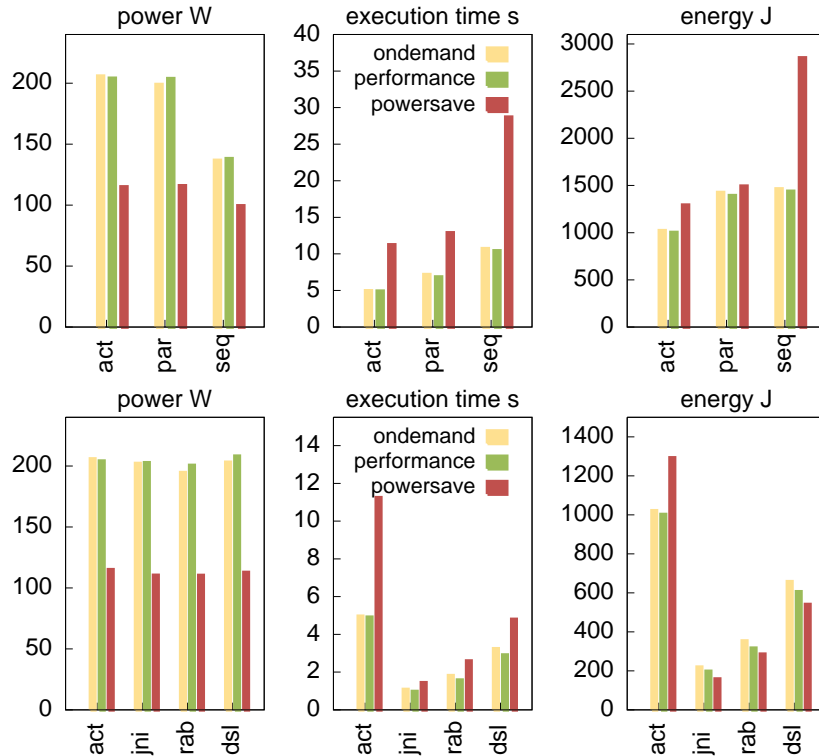 power W
200
150
100
50
0
act
par
seq
execution time s
40
35
30
25
20
15
10
5
0
ondemand
performance
powersave
act
par
seq
energy J
3000
2500
2000
1500
1000
500
0
act
par
seq
power W
200
150
100
50
0
act
jni
rab
dsl
execution time s
14
12
10
8
6
4
2
0
ondemand
performance
powersave
act
jni
rab
dsl
energy J
1400
1200
1000
800
600
400
200
0
act
jni
rab
dsl